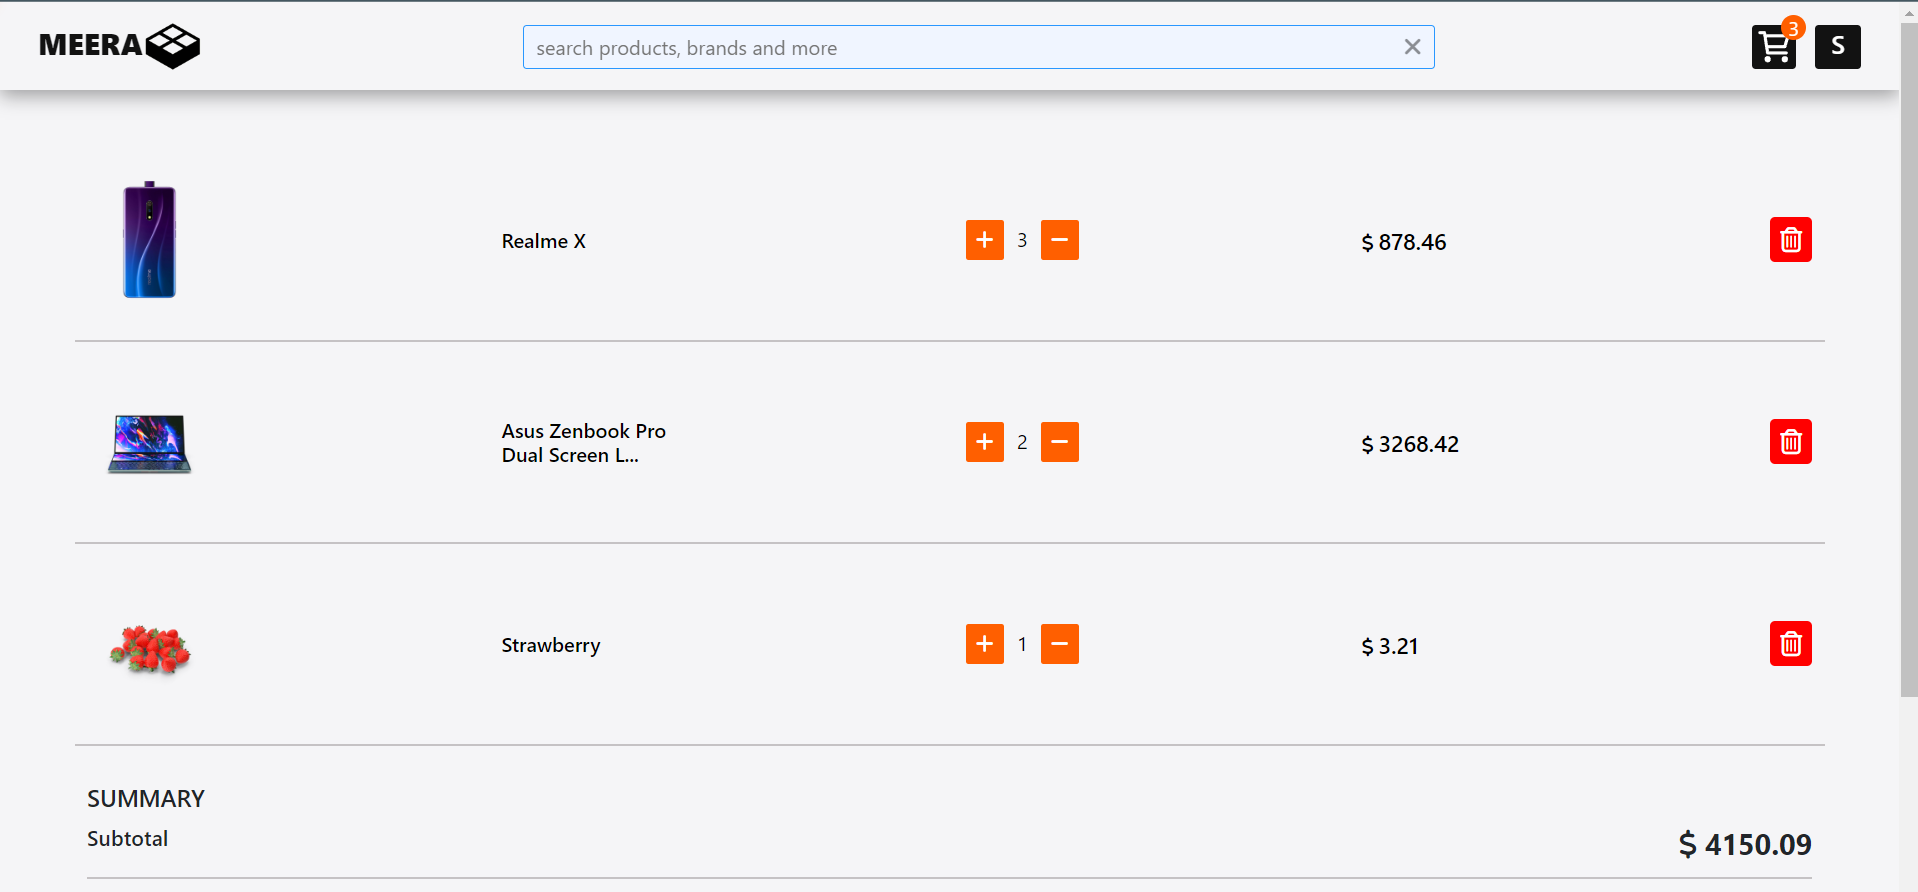 MEERA
search products, brands and more
3
S
Realme X
3
$ 878.46
Asus Zenbook Pro
Dual Screen L...
2
$ 3268.42
Strawberry
1
$ 3.21
SUMMARY
Subtotal
$ 4150.09